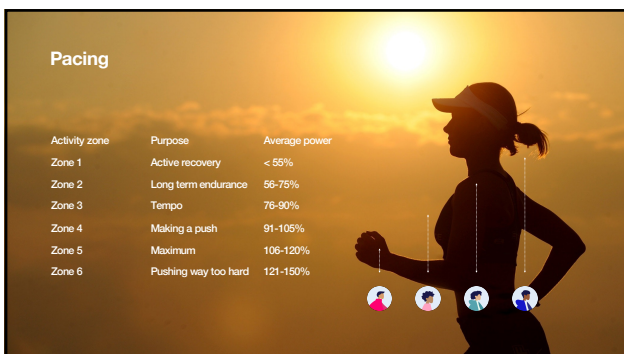 Pacing
Activity zone Purpose Average power
Zone 1 Active recovery < 55%
Zone 2 Long term endurance 56-75%
Zone 3 Tempo 76-90%
Zone 4 Making a push 91-105%
Zone 5 Maximum 106-120%
Zone 6 Pushing way too hard 121-150%